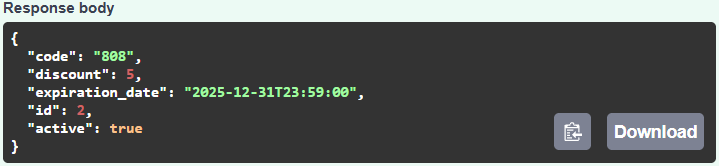 Response body
{
  "code": "808",
  "discount": 5,
  "expiration_date": "2025-12-31T23:59:00",
  "id": 2,
  "active": true
}
Download